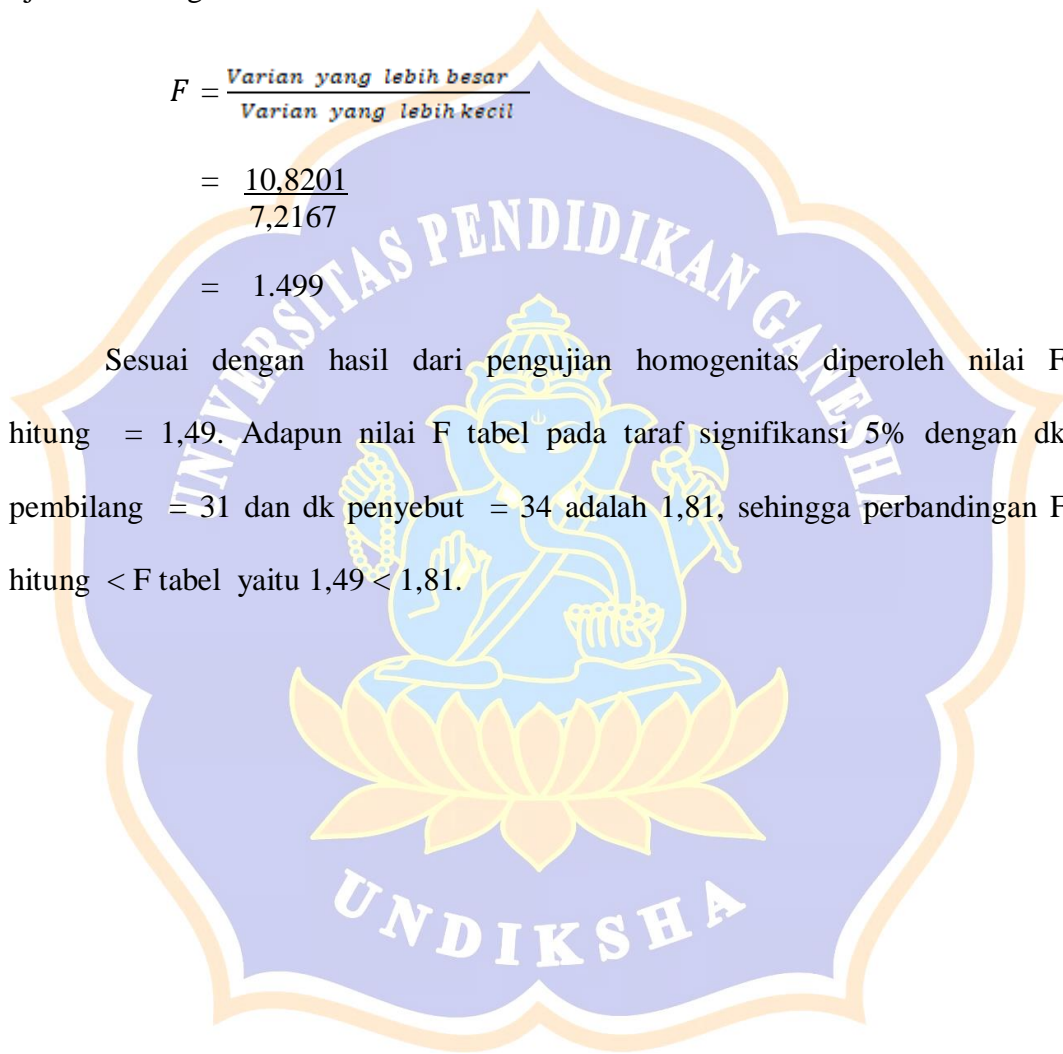 F = Varian yang lebih besar
Varian yang lebih kecil
= 10,8201
7,2167
= 1.499
Sesuai dengan hasil dari pengujian homogenitas diperoleh nilai F
hitung = 1,49. Adapun nilai F tabel pada taraf signifikansi 5% dengan dk
pembilang = 31 dan dk penyebut = 34 adalah 1,81, sehingga perbandingan F
hitung < F tabel yaitu 1,49 < 1,81.
UNIVERSITAS PENDIDIKAN GANESHA
UNDIKSHA